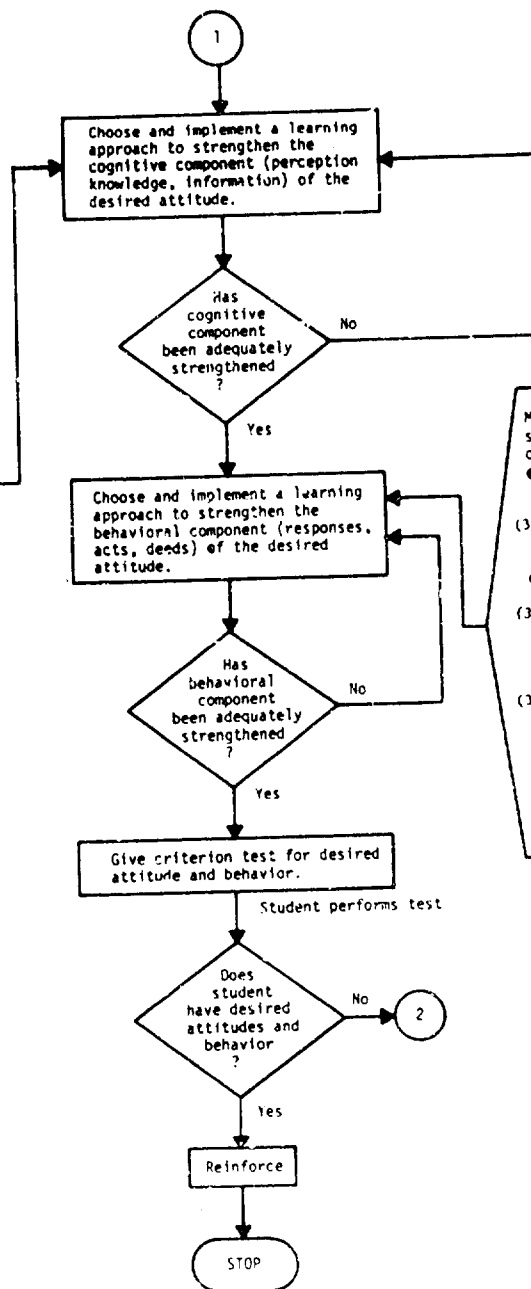 1
Choose and implement a learning
approach to strengthen the
cognitive component (perception
knowledge, information) of the
desired attitude.
Has
cognitive
component
been adequately
strengthened
?
No
Yes
Choose and implement a learning
approach to strengthen the
behavioral component (responses,
acts, deeds) of the desired
attitude.
(3
(3
Has
behavioral
component
been adequately
strengthened
?
No
Yes
Give criterion test for desired
attitude and behavior.
Student performs test
Does
student
have desired
attitudes and
behavior
?
No
2
Yes
Reinforce
STOP